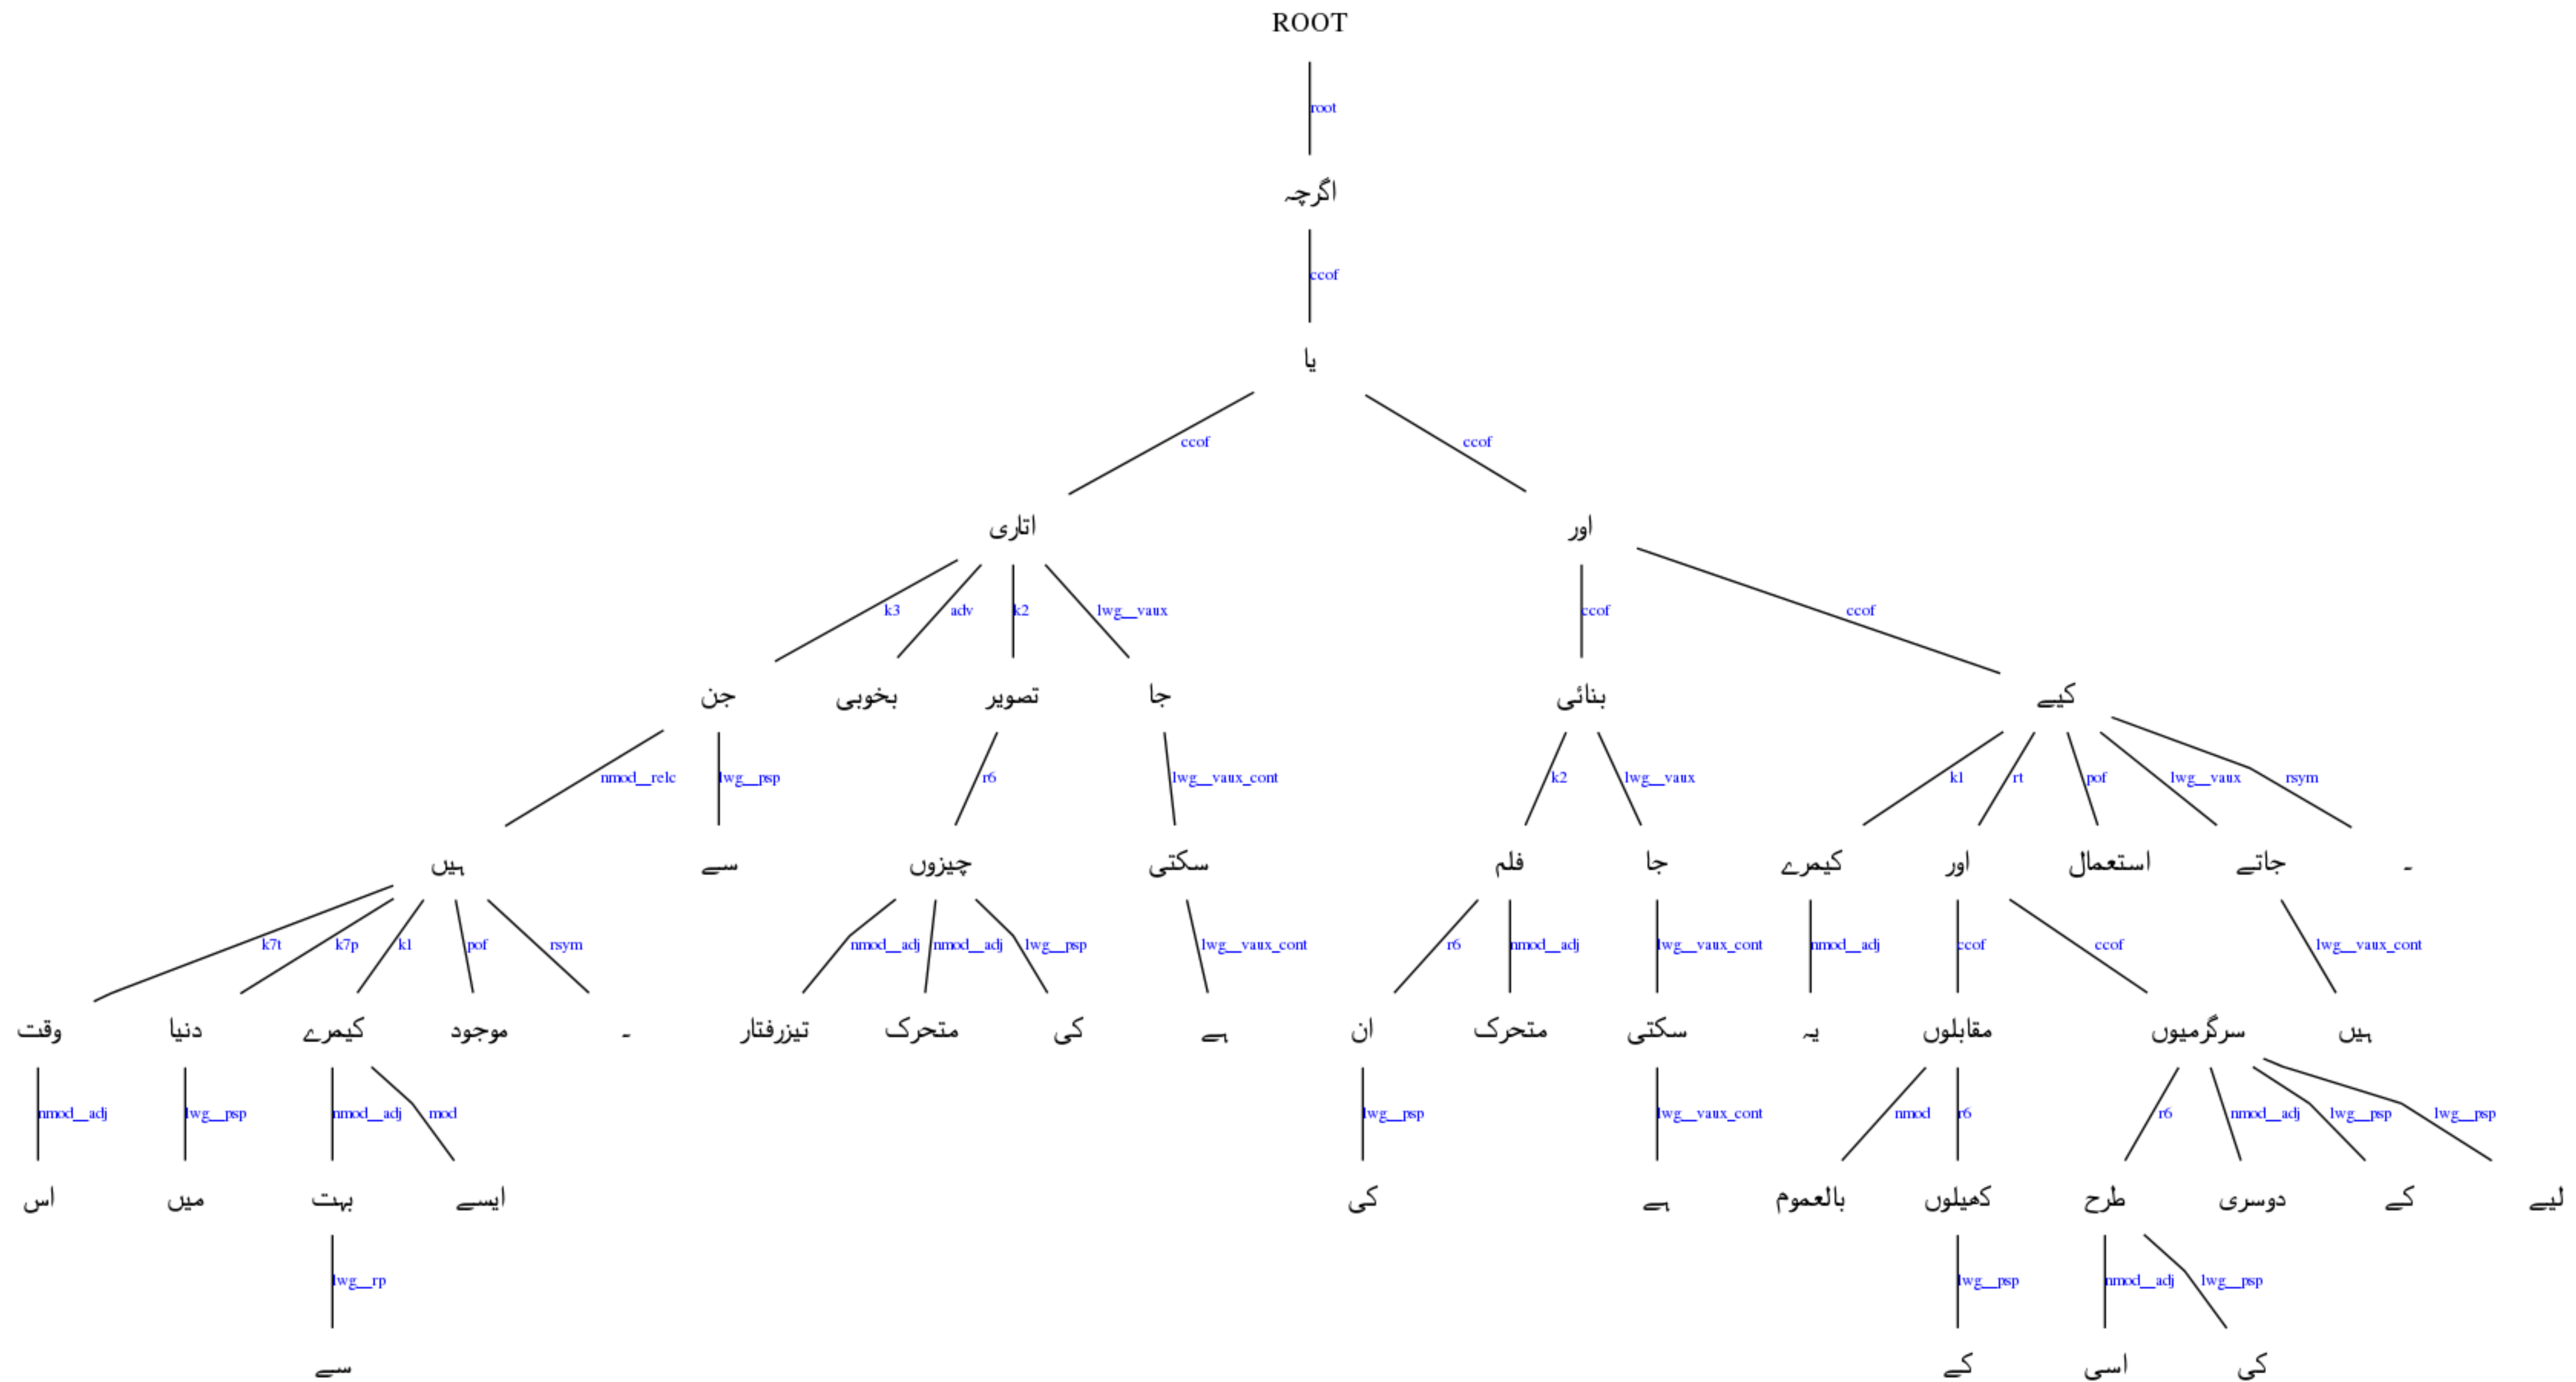 ROOT
root
اگرچہ
ccof
یا
ccof ccof
اتاری اور
k3 adv k2 lwg__vaux ccof ccof
جن بخوبی تصویر جا بنائی کیے
nmod__relc lwg__psp r6 lwg__vaux_cont k2 lwg__vaux k1 rt pof lwg__vaux rsym
ہیں سے چیزوں سکتی فلم جا کیمرے اور استعمال جاتے ۔
k7t k7p k1 pof rsym nmod__adj nmod__adj lwg__psp lwg__vaux_cont r6 nmod__adj lwg__vaux_cont nmod__adj ccof ccof lwg__vaux_cont
وقت دنیا کیمرے موجود ۔ تیزرفتار متحرک کی ہے ان متحرک سکتی یہ مقابلوں سرگرمیوں ہیں
nmod__adj lwg__psp nmod__adj mod lwg__psp lwg__vaux_cont nmod r6 r6 nmod__adj lwg__psp lwg__psp
اس میں بہت ایسے کی ہے بالعموم کھیلوں طرح دوسری کے لیے
lwg__rp lwg__psp nmod__adj lwg__psp
سے کے اسی کی